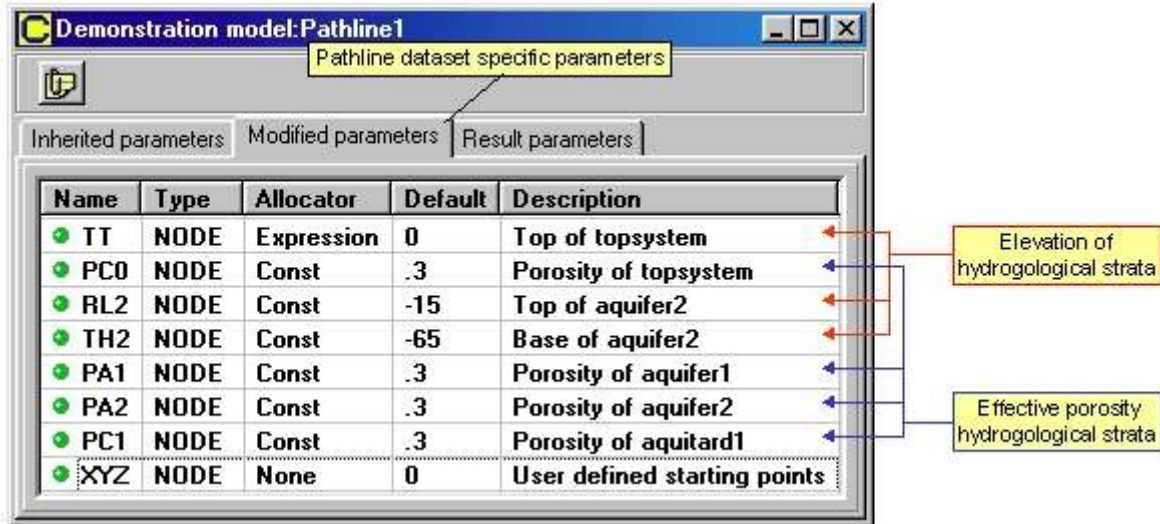 Demonstration model:Pathline1
Pathline dataset specific parameters
Inherited parameters Modified parameters Result parameters
Name Type Allocator Default Description
TT NODE Expression 0 Top of topsystem
PC0 NODE Const .3 Porosity of topsystem
RL2 NODE Const -15 Top of aquifer2
TH2 NODE Const -65 Base of aquifer2
PA1 NODE Const .3 Porosity of aquifer1
PA2 NODE Const .3 Porosity of aquifer2
PC1 NODE Const .3 Porosity of aquitard1
XYZ NODE None 0 User defined starting points
Elevation of
hydrogological strata
Effective porosity
hydrogological strata